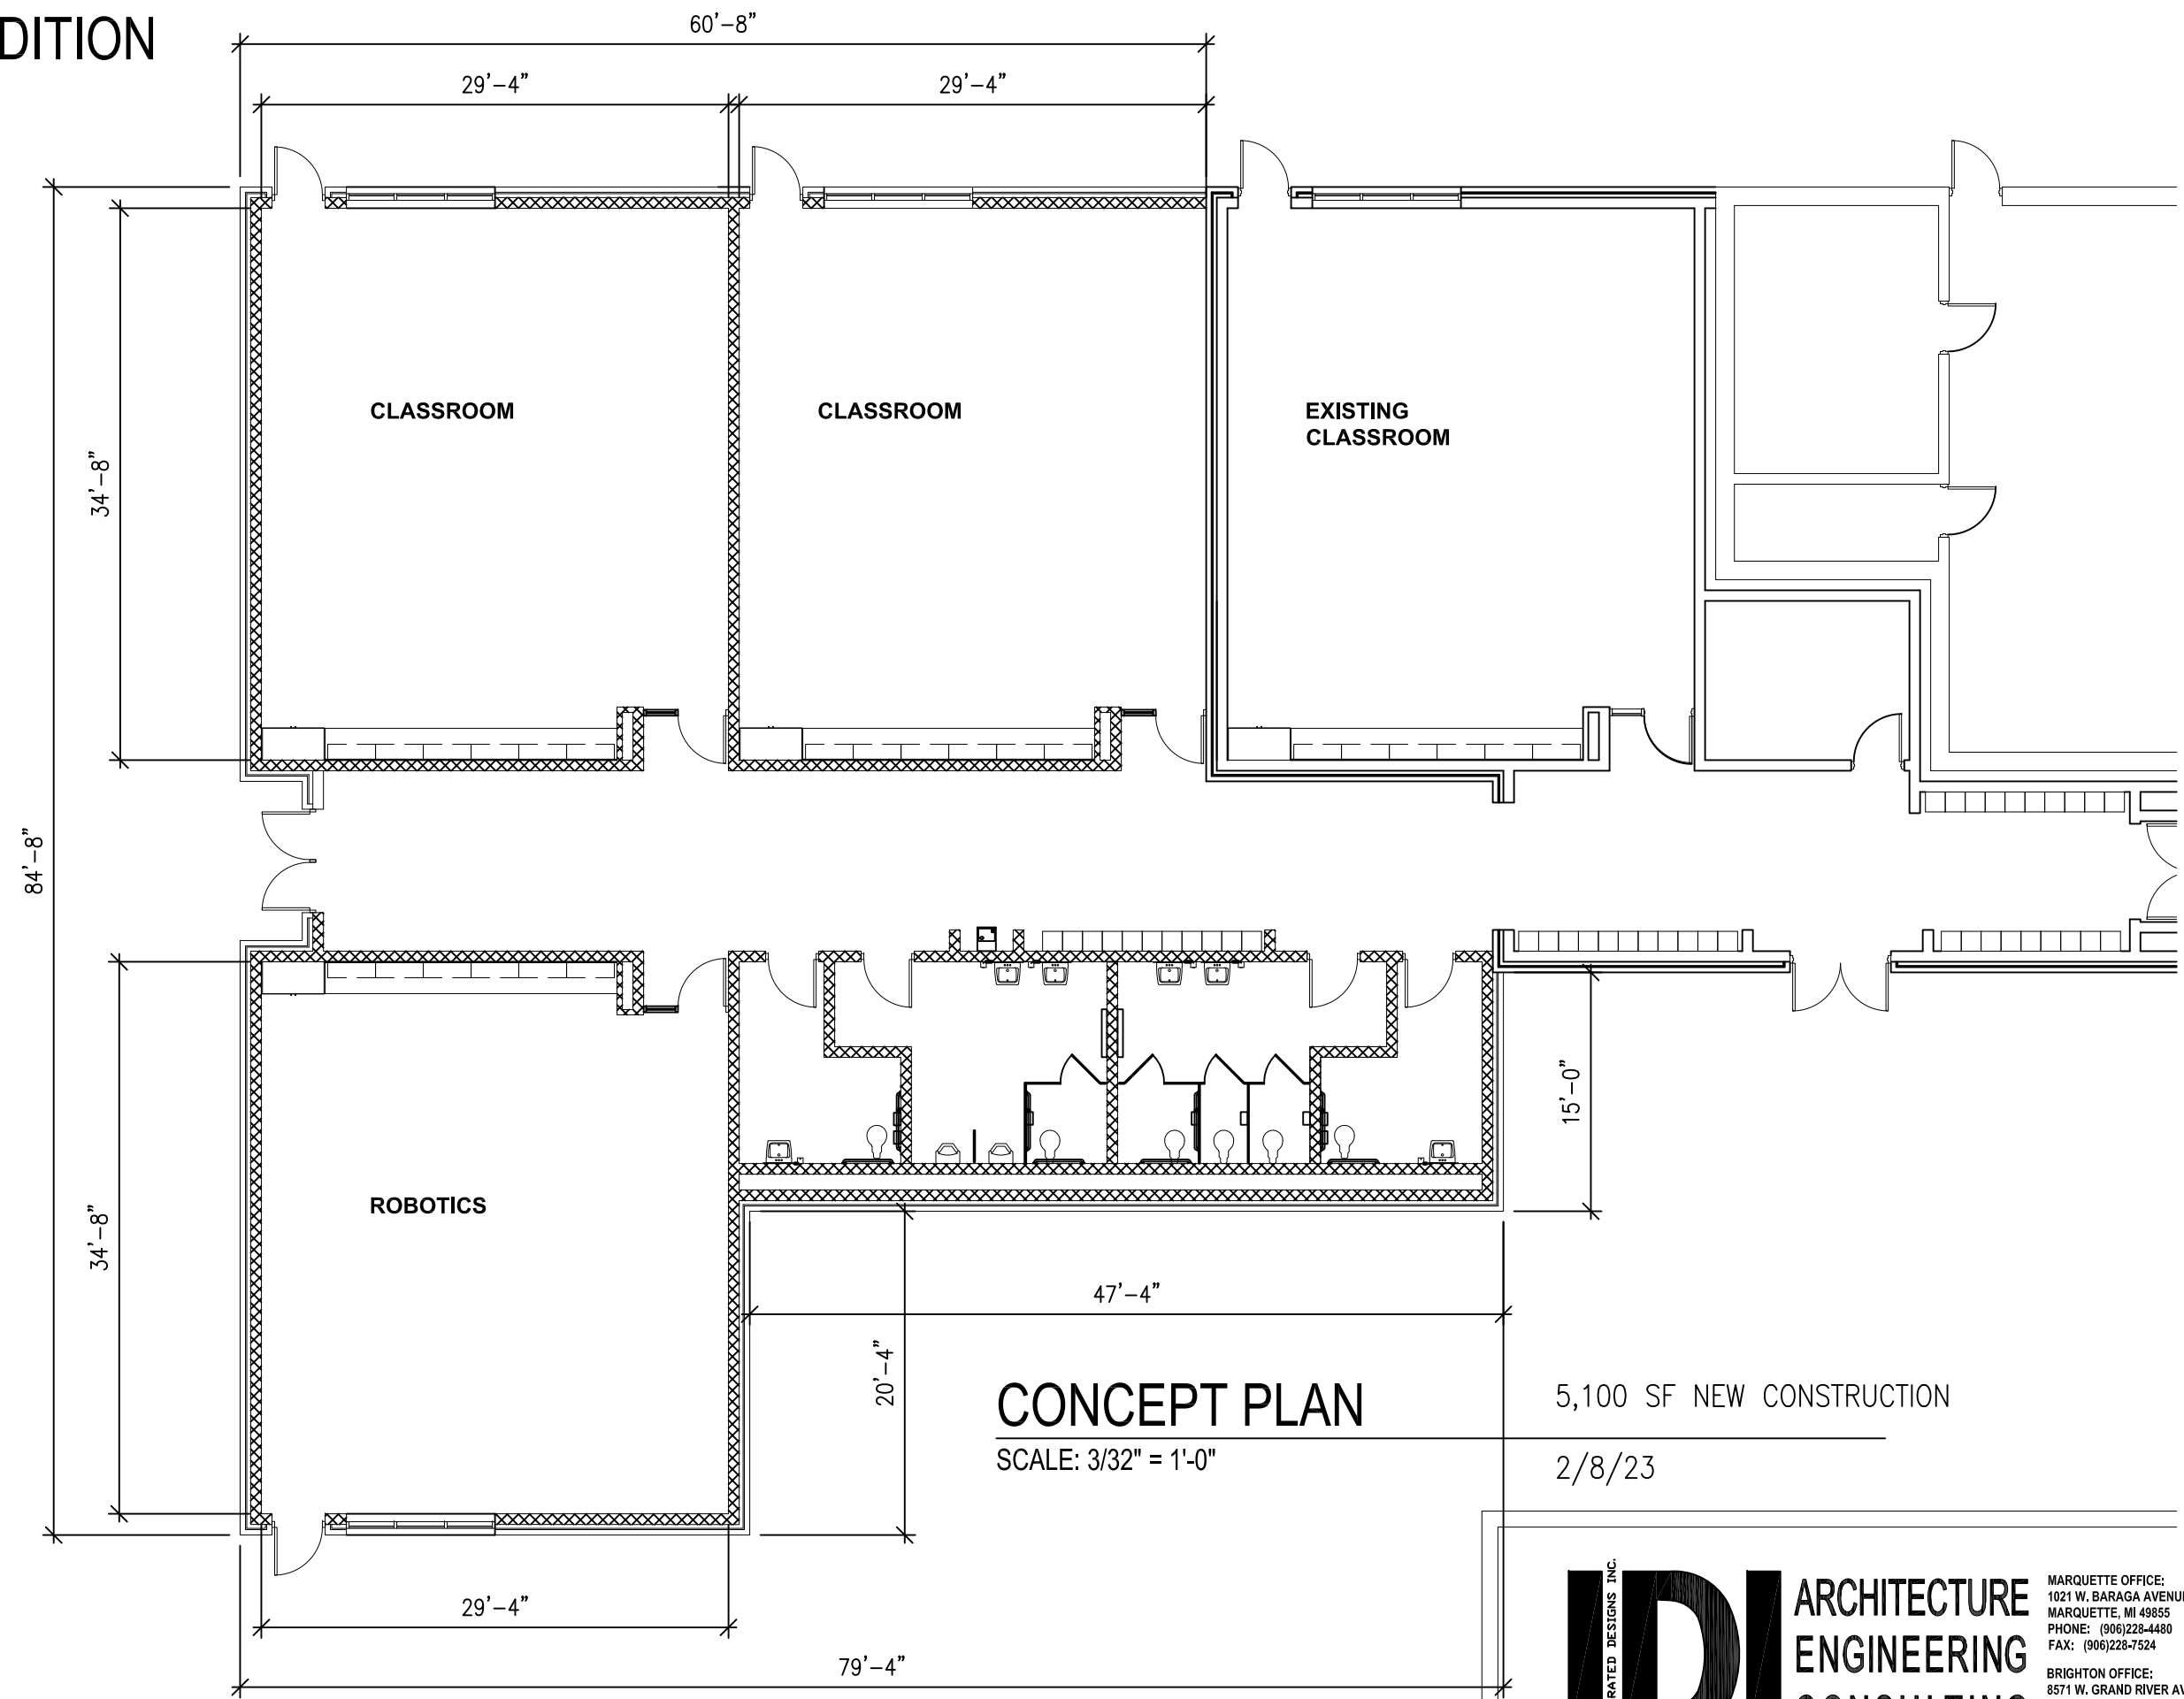 DITION
60'-8"
29'-4"
29'-4"
CLASSROOM
CLASSROOM
EXISTING
CLASSROOM
34'-8"
84'-8"
15'-0"
ROBOTICS
34'-8"
47'-4"
20'-4"
CONCEPT PLAN
SCALE: 3/32" = 1'-0"
5,100 SF NEW CONSTRUCTION
2/8/23
29'-4"
79'-4"
RATED DESIGNS INC.
IDI
ARCHITECTURE
ENGINEERING
CONSULTING
MARQUETTE OFFICE:
1021 W. BARAGA AVENU
MARQUETTE, MI 49855
PHONE: (906)228-4480
FAX: (906)228-7524
BRIGHTON OFFICE:
8571 W. GRAND RIVER AV